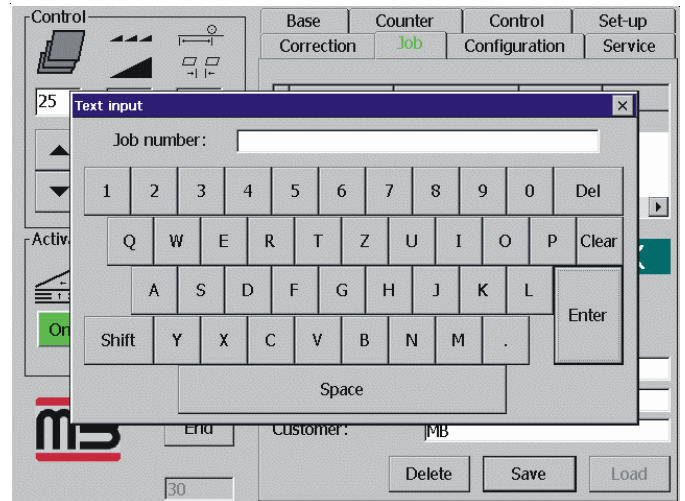 Control
Base Counter Control Set-up
Correction Job Configuration Service
25
Text input
Job number:
1 2 3 4 5 6 7 8 9 0 Del
Q W E R T Z U I O P Clear
A S D F G H J K L Enter
Shift Y X C V B N M .
Space
On
MB
End
Customer: MB
Delete Save Load
30